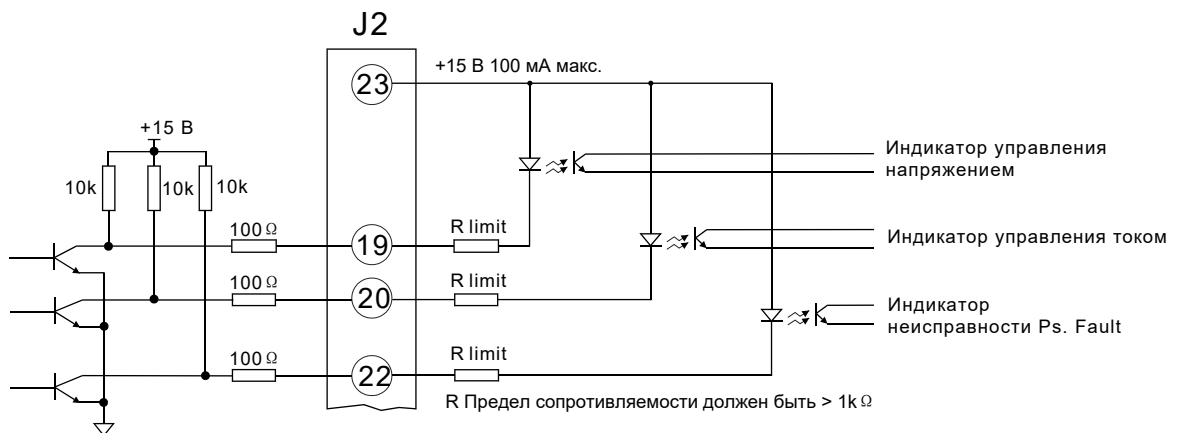 J2
23
+15 В 100 мА макс.
+15 В
10k
10k
10k
Индикатор управления
напряжением
100 Ω
19
R limit
Индикатор управления током
100 Ω
20
R limit
Индикатор
неисправности Ps. Fault
100 Ω
22
R limit
R Предел сопротивляемости должен быть > 1k Ω